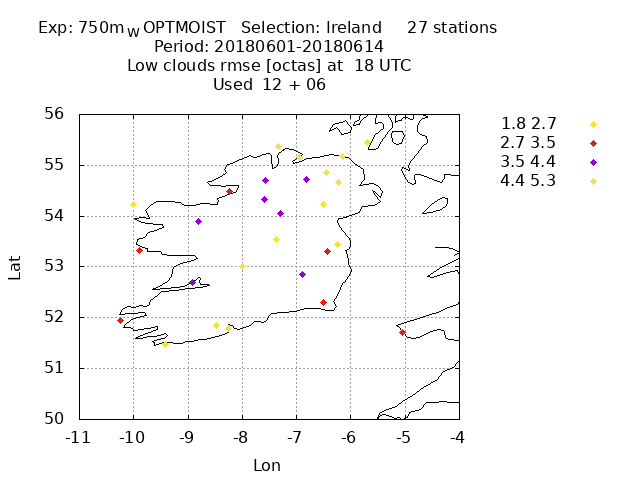 Exp: 750m_W OPTMOIST Selection: Ireland 27 stations
Period: 20180601-20180614
Low clouds rmse [octas] at 18 UTC
Used 12 + 06
1.8 2.7
2.7 3.5
3.5 4.4
4.4 5.3
56
55
54
53
52
51
50
Lat
-11 -10 -9 -8 -7 -6 -5 -4
Lon